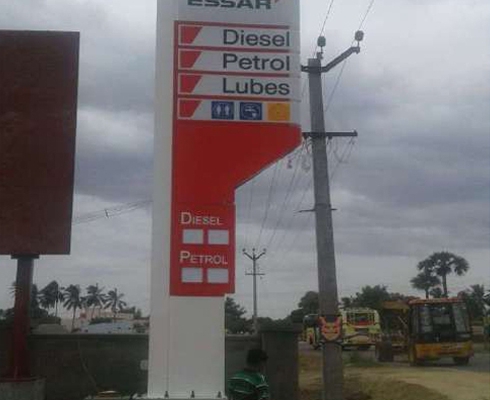 ESSAR
Diesel
Petrol
Lubes
DIESEL
PETROL